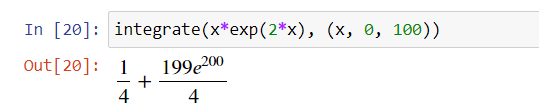 In [20]: integrate(x*exp(2*x), (x, 0, 100))
Out[20]: 1/4 + 199e^200/4